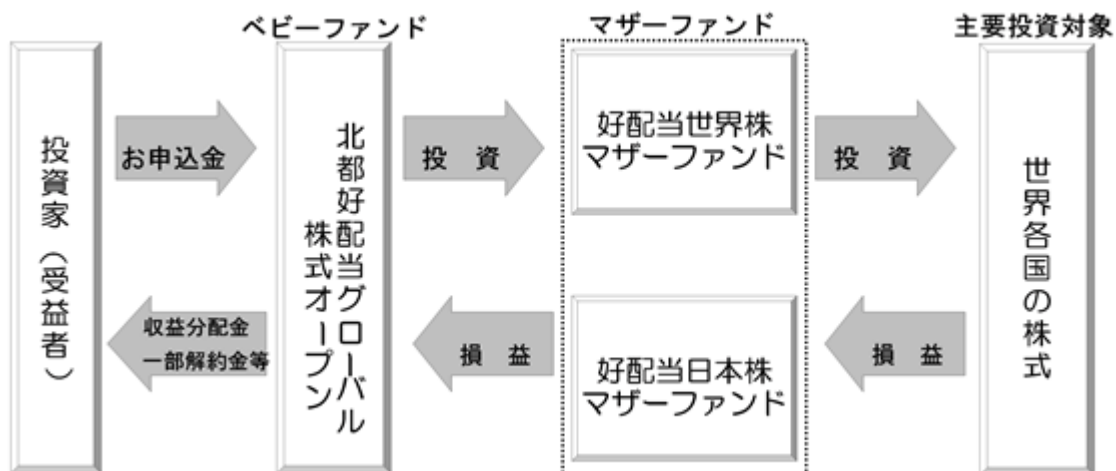 ベビーファンド
マザーファンド
主要投資対象
投資家（受益者）
お申込金
収益分配金
一部解約金等
北都好配当グローバル
株式オープン
投　資
損　益
好配当世界株
マザーファンド
好配当日本株
マザーファンド
投　資
損　益
世界各国の株式